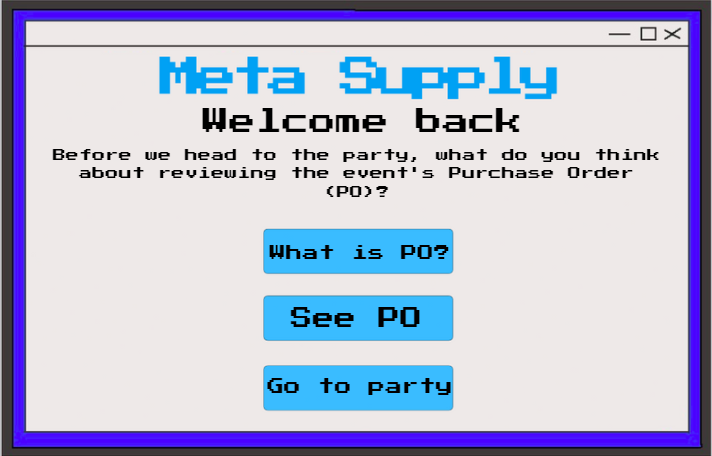 Meta Supply
Welcome back
Before we head to the party, what do you think
about reviewing the event's Purchase Order
(PO)?
What is PO?
See PO
Go to party